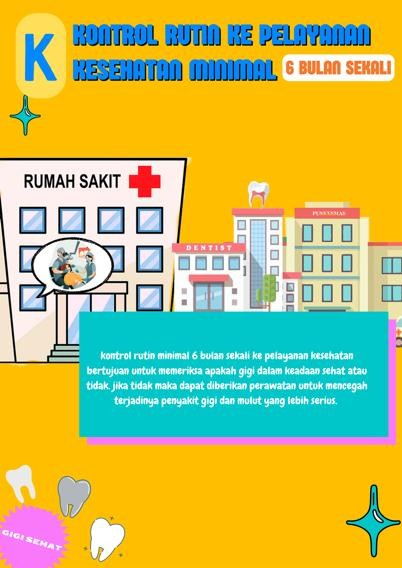 K
KONTROL RUTIN KE PELAYANAN
KESEHATAN MINIMAL 6 BULAN SEKALI
RUMAH SAKIT
DENTIST
PUSKESMAS
kontrol rutin minimal 6 bulan sekali ke pelayanan kesehatan
bertujuan untuk memeriksa apakah gigi dalam keadaan sehat atau
tidak. jika tidak maka dapat diberikan perawatan untuk mencegah
terjadinya penyakit gigi dan mulut yang lebih serius.
GIGI SEHAT